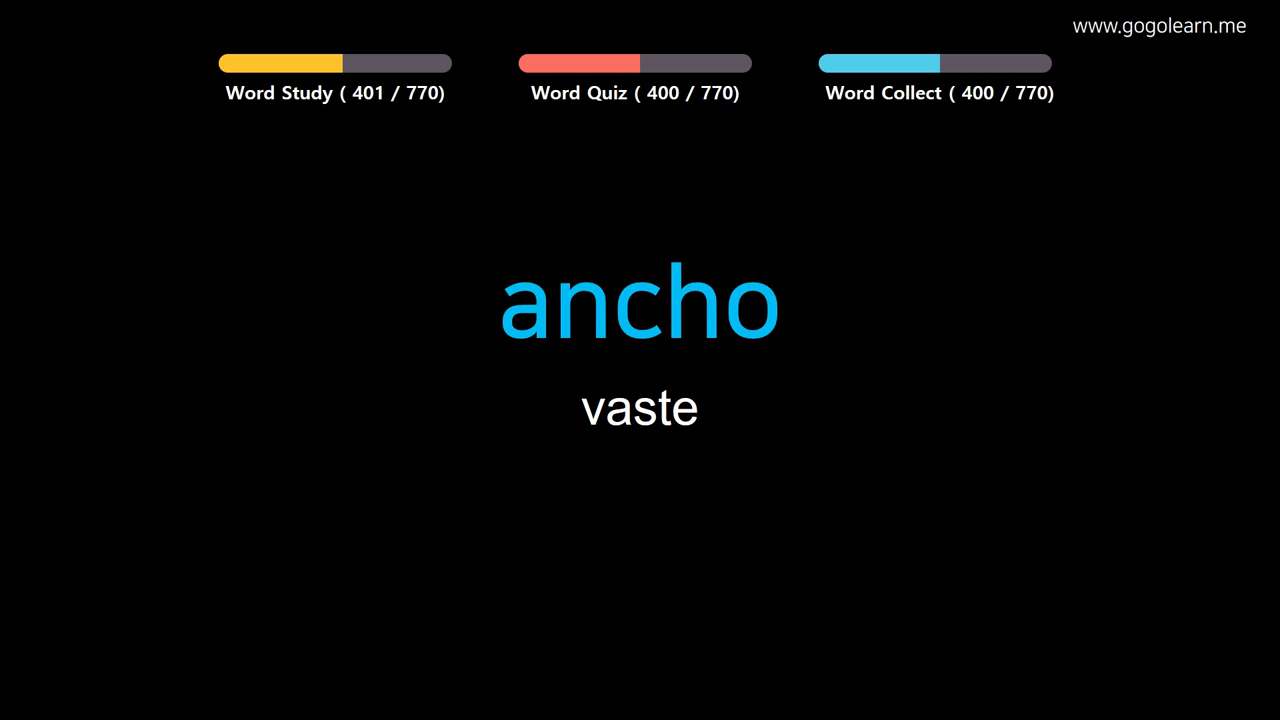 www.gogolearn.me
Word Study ( 401 / 770)
Word Quiz ( 400 / 770)
Word Collect ( 400 / 770)
ancho
vaste